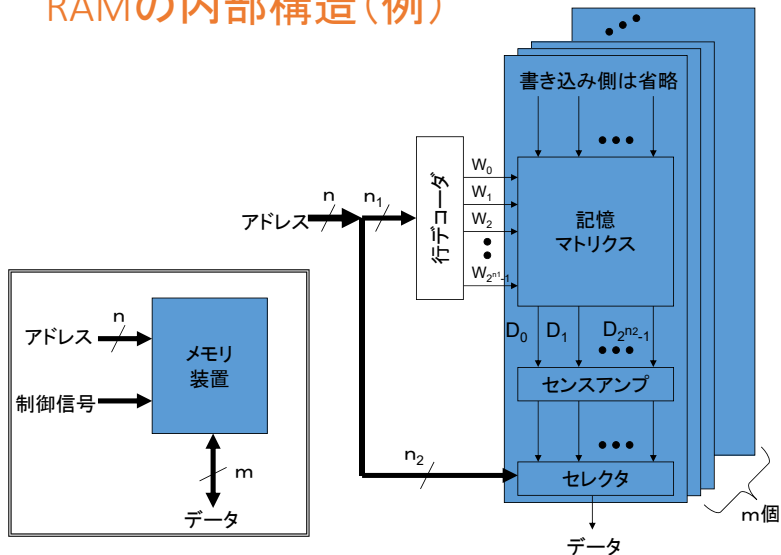 RAMの内部構造(例)
書き込み側は省略
アドレス
n
n₁
行デコーダ
W₀
W₁
W₂
W₂ⁿ¹-1
記憶
マトリクス
D₀
D₁
D₂ⁿ²-1
センスアンプ
n₂
セレクタ
データ
m個
アドレス
n
制御信号
メモリ
装置
m
データ